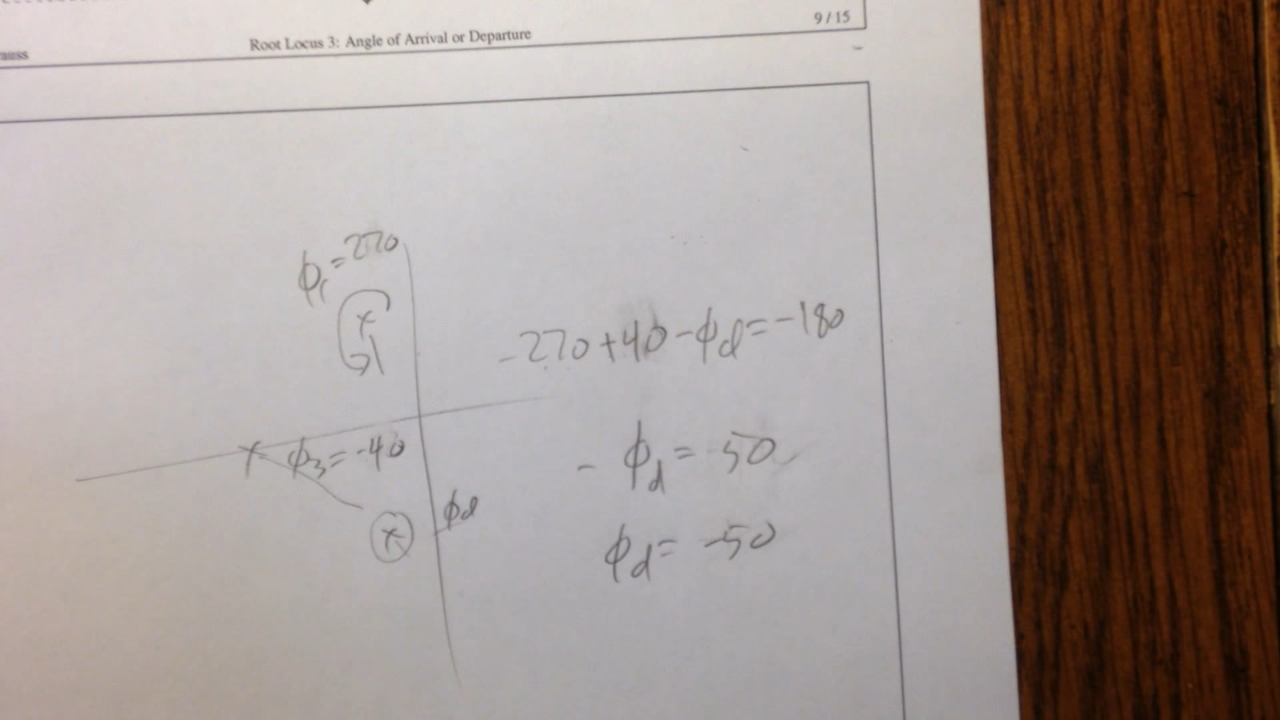 9 / 15
auss
Root Locus 3: Angle of Arrival or Departure
ϕ₁ = 270
-270 + 40 - ϕd = -180
ϕ₃ = -40
- ϕd = 50
ϕd
ϕd = -50